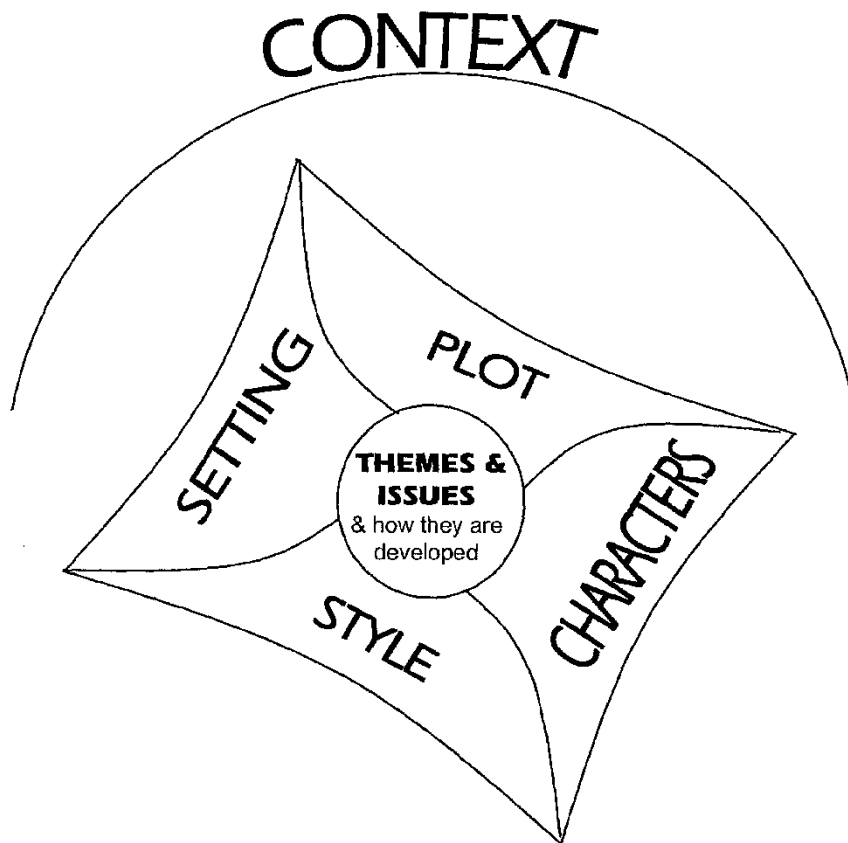 CONTEXT
PLOT
SETTING
THEMES &
ISSUES
& how they are
developed
CHARACTERS
STYLE